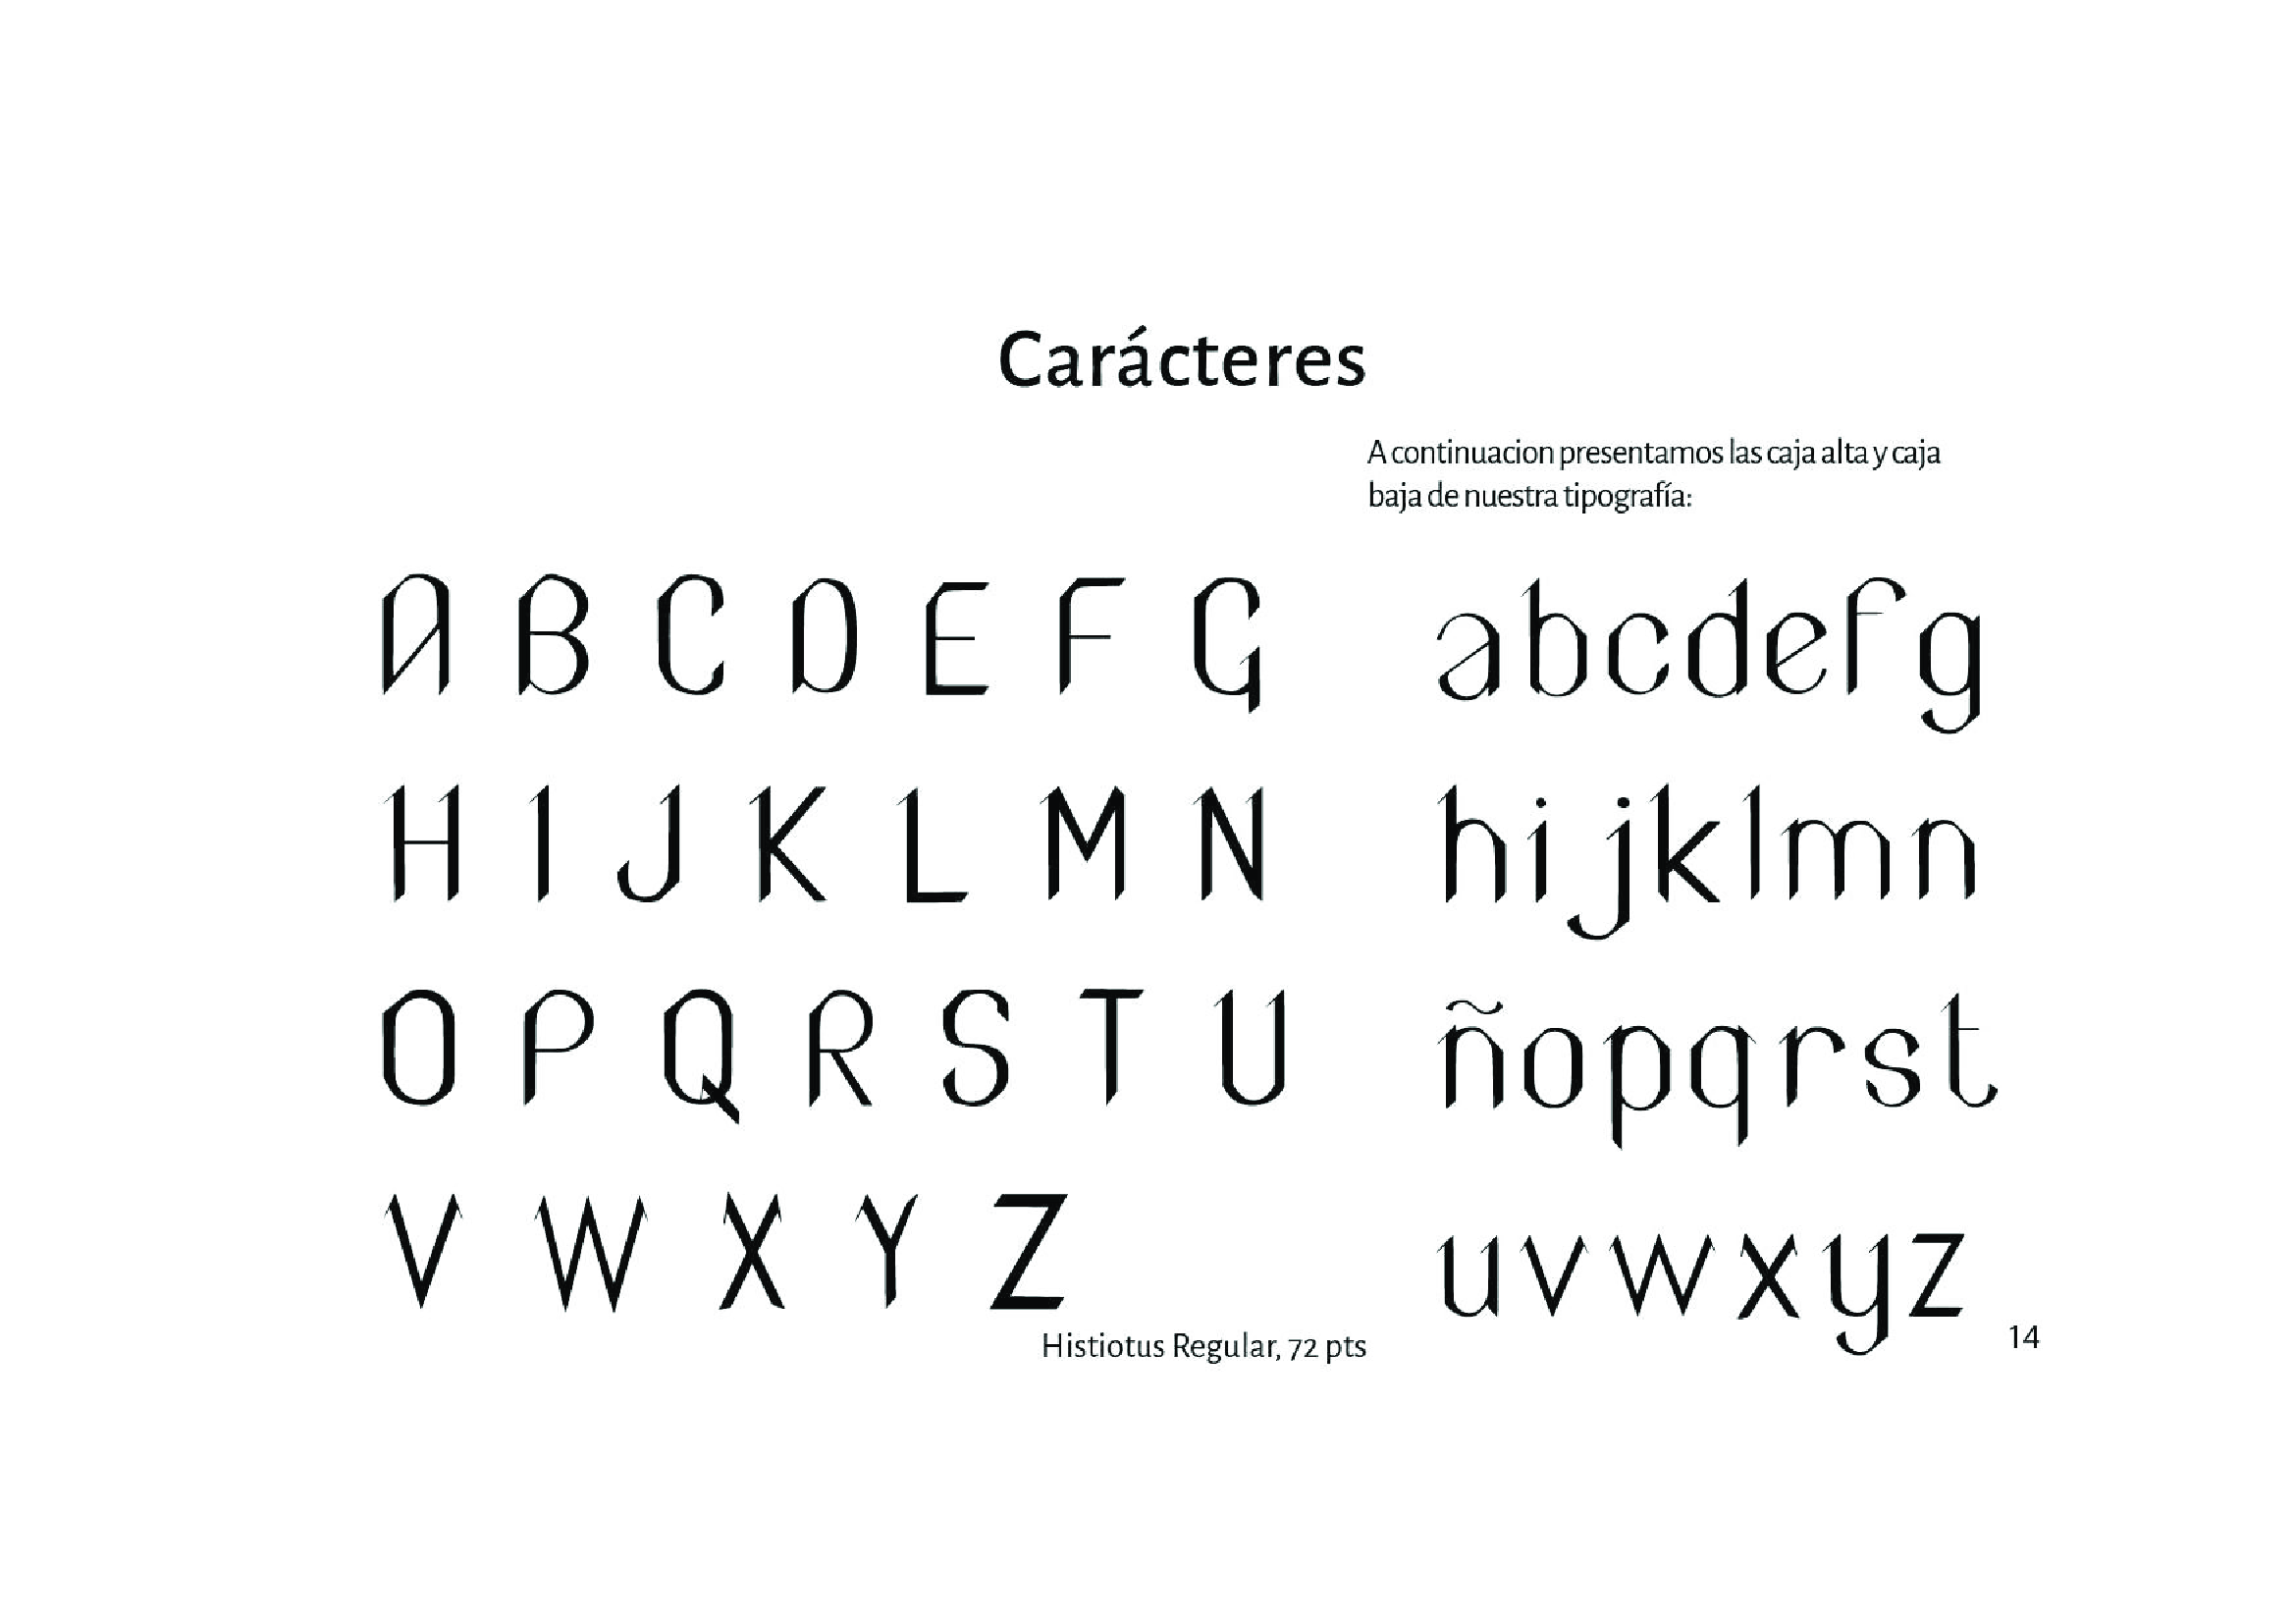 Carácteres
A continuacion presentamos las caja alta y caja
baja de nuestra tipografía:
A B C D E F G
H I J K L M N
O P Q R S T U
V W X Y Z
abcdefg
hijklmn
ñopqrst
uvwxyz
Histiotus Regular, 72 pts
14